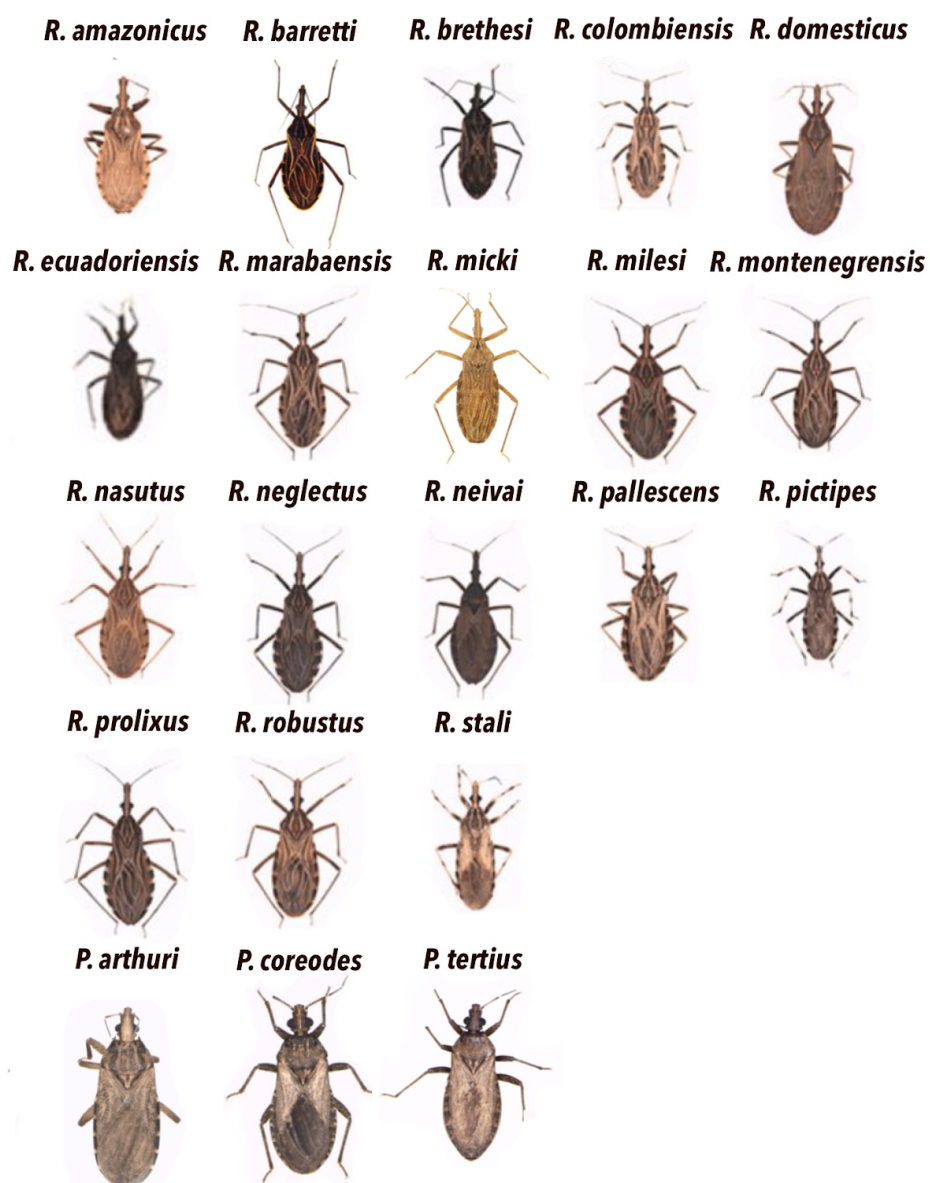 R. amazonicus R. barretti R. brethesi R. colombiensis R. domesticus
R. ecuadoriensis R. marabaensis R. micki R. milesi R. montenegrensis
R. nasutus R. neglectus R. neivai R. pallescens R. pictipes
R. prolixus R. robustus R. stali
P. arthuri P. coreodes P. tertius